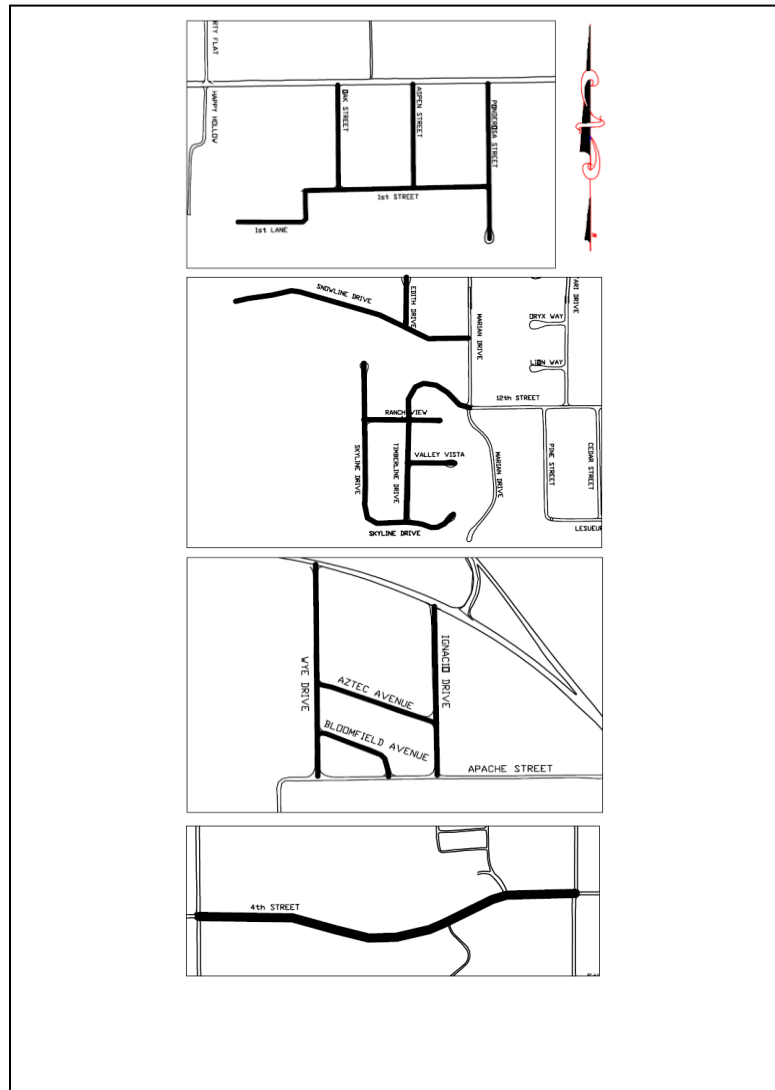 RTY FLAT
HAPPY HOLLOW
OAK STREET
ASPEN STREET
PONDEROSA STREET
1st STREET
1st LANE
SNOWLINE DRIVE
EDITH DRIVE
MARIAN DRIVE
ORYX WAY
TARI DRIVE
LION WAY
12th STREET
RANCH VIEW
SKYLINE DRIVE
TIMBERLINE DRIVE
VALLEY VISTA
MARIAN DRIVE
PINE STREET
CEDAR STREET
SKYLINE DRIVE
LESUEUR
WYE DRIVE
IGNACIO DRIVE
AZTEC AVENUE
BLOOMFIELD AVENUE
APACHE STREET
4th STREET